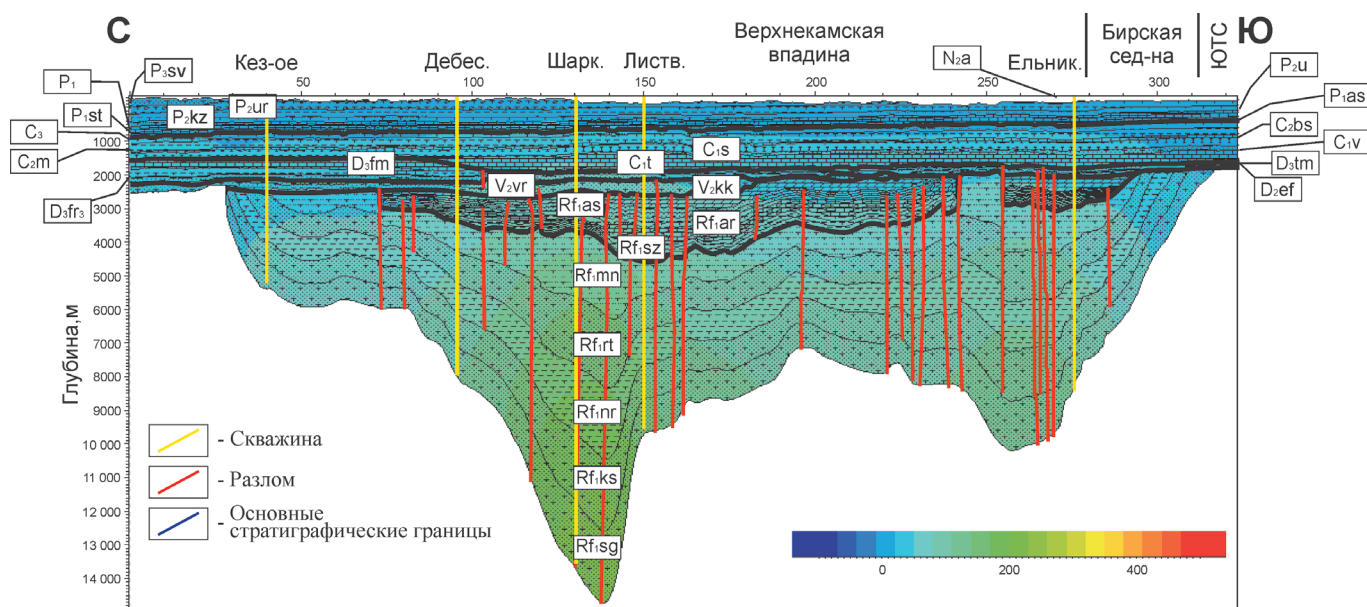 С
Ю
Верхнекамская
впадина
Бирская
сед-на
ЮТС
Кез-ое
Дебес.
Шарк.
Листв.
N₂a
Ельник.
50
100
150
200
250
300
P₃sv
P₁
P₁st
C₃
C₂m
D₃fr₃
P₂ur
P₂kz
D₃fm
V₂vr
C₁t
C₁s
V₂kk
Rf₁as
Rf₁ar
Rf₁sz
Rf₁mn
Rf₁rt
Rf₁nr
Rf₁ks
Rf₁sg
P₂u
P₁as
C₂bs
C₁v
D₃tm
D₂ef
Глубина,м
1000
2000
3000
4000
5000
6000
7000
8000
9000
10 000
11 000
12 000
13 000
14 000
- Скважина
- Разлом
- Основные
стратиграфические границы
0
200
400